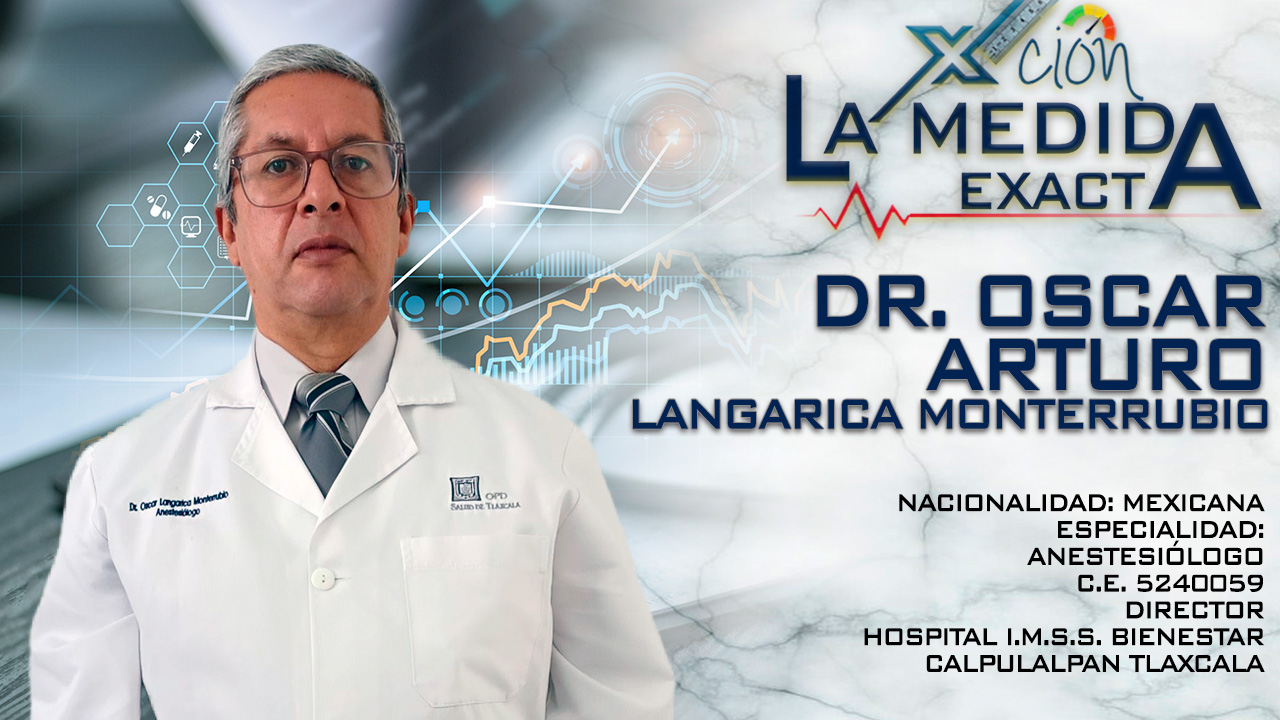 Xción
LA MEDIDA
EXACTA
DR. OSCAR
ARTURO
LANGARICA MONTERRUBIO
Dr. Oscar Langarica Monterrubio
Anestesiólogo
OPD
SALUD DE TLAXCALA
NACIONALIDAD: MEXICANA
ESPECIALIDAD:
ANESTESIÓLOGO
C.E. 5240059
DIRECTOR
HOSPITAL I.M.S.S. BIENESTAR
CALPULALPAN TLAXCALA